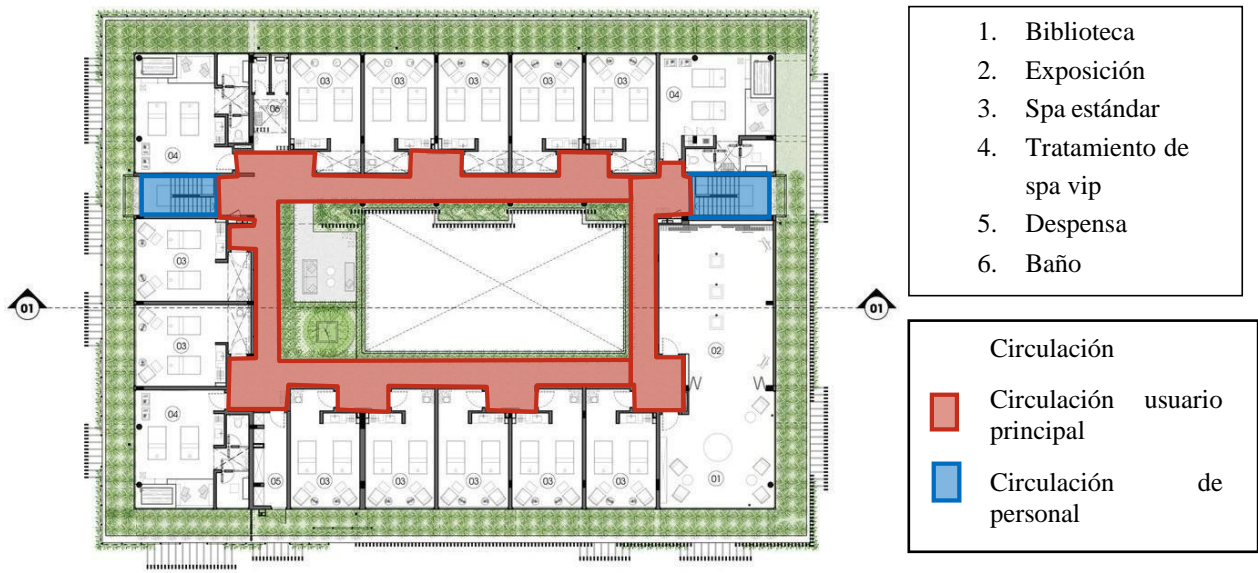 03 03 03 03 03
06
04
04
03
01
01
03
02
04
05 03 03 03 03 03 01
1. Biblioteca
2. Exposición
3. Spa estándar
4. Tratamiento de
spa vip
5. Despensa
6. Baño
Circulación
Circulación usuario
principal
Circulación de
personal